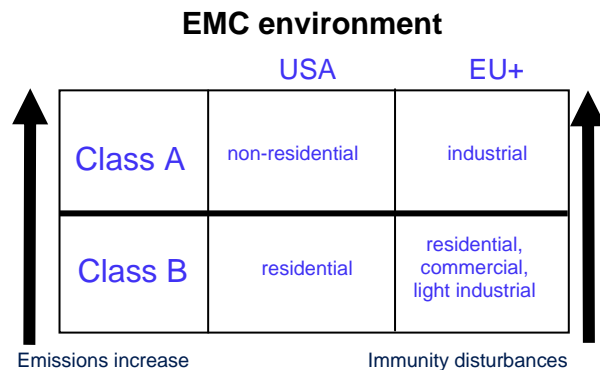 EMC environment
USA EU+
Class A non-residential industrial
Class B residential residential,
commercial,
light industrial
Emissions increase Immunity disturbances